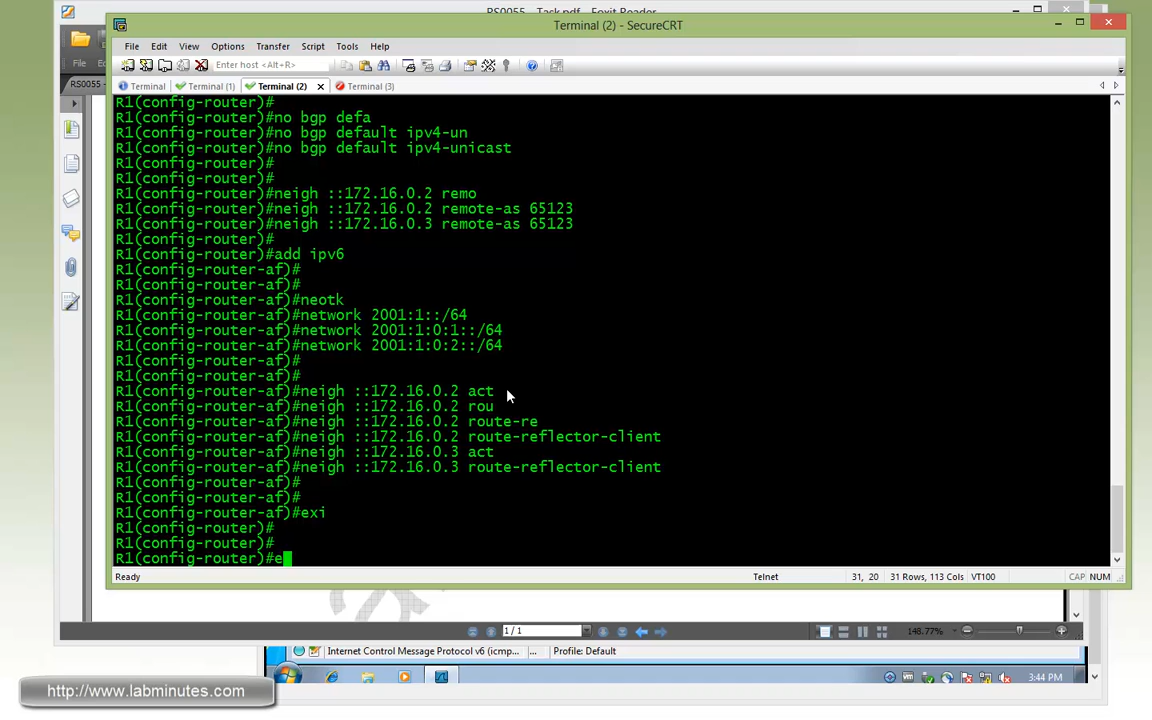 RS0055 - Task.pdf - Foxit Reader
Terminal (2) - SecureCRT
File
File Edit View Options Transfer Script Tools Help
Enter host <Alt+R>
RS0055 -
Terminal Terminal (1) Terminal (2) Terminal (3)
R1(config-router)#
R1(config-router)#no bgp defa
R1(config-router)#no bgp default ipv4-un
R1(config-router)#no bgp default ipv4-unicast
R1(config-router)#
R1(config-router)#
R1(config-router)#neigh ::172.16.0.2 remo
R1(config-router)#neigh ::172.16.0.2 remote-as 65123
R1(config-router)#neigh ::172.16.0.3 remote-as 65123
R1(config-router)#
R1(config-router)#add ipv6
R1(config-router-af)#
R1(config-router-af)#
R1(config-router-af)#neotk
R1(config-router-af)#network 2001:1::/64
R1(config-router-af)#network 2001:1:0:1::/64
R1(config-router-af)#network 2001:1:0:2::/64
R1(config-router-af)#
R1(config-router-af)#
R1(config-router-af)#neigh ::172.16.0.2 act
R1(config-router-af)#neigh ::172.16.0.2 rou
R1(config-router-af)#neigh ::172.16.0.2 route-re
R1(config-router-af)#neigh ::172.16.0.2 route-reflector-client
R1(config-router-af)#neigh ::172.16.0.3 act
R1(config-router-af)#neigh ::172.16.0.3 route-reflector-client
R1(config-router-af)#
R1(config-router-af)#
R1(config-router-af)#exi
R1(config-router)#
R1(config-router)#
R1(config-router)#e
Ready Telnet 31, 20 31 Rows, 113 Cols VT100 CAP NUM
1 / 1 148.77%
Internet Control Message Protocol v6 (icmp... ... Profile: Default
3:44 PM
http://www.labminutes.com